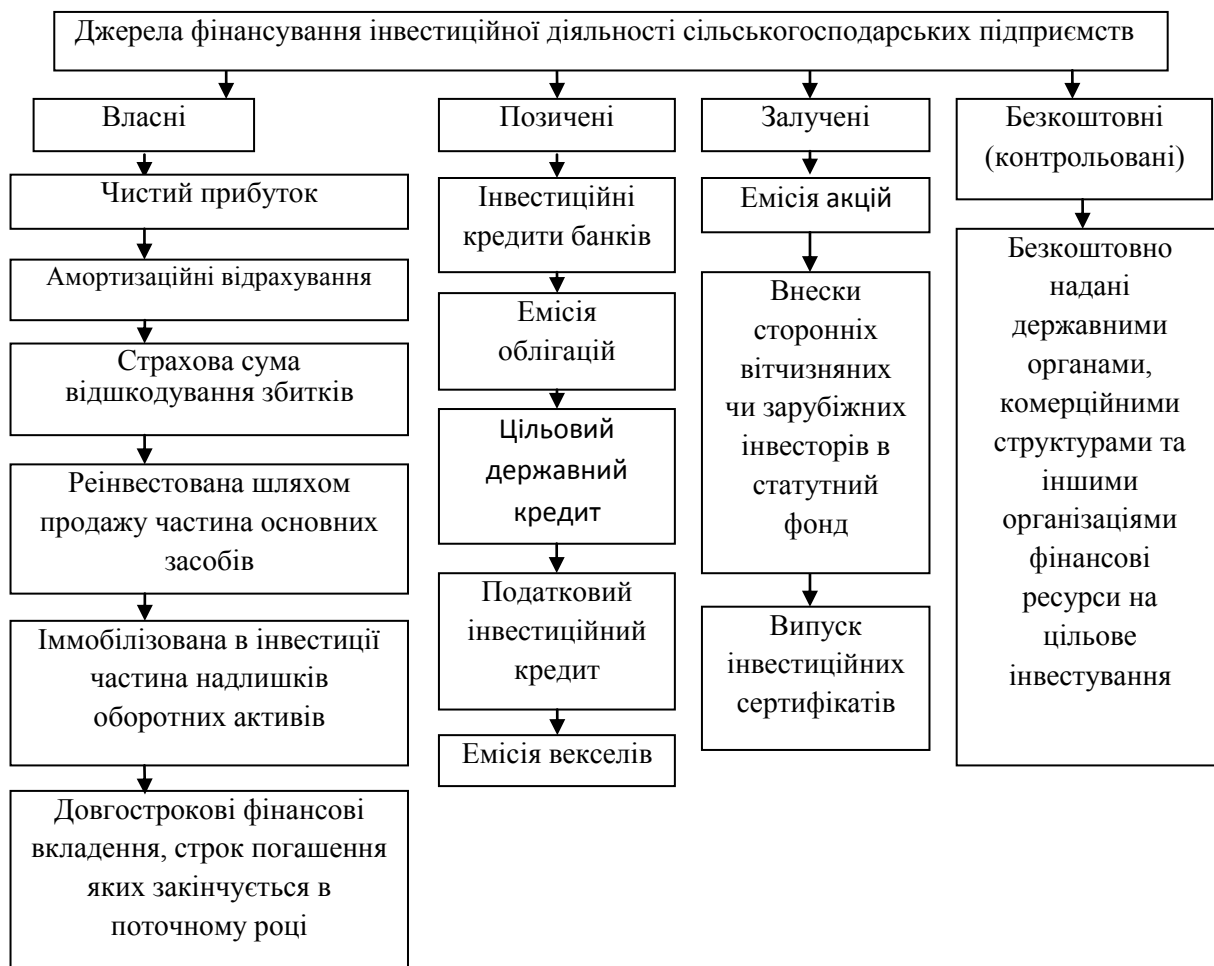 Джерела фінансування інвестиційної діяльності сільськогосподарських підприємств
Власні
Чистий прибуток
Амортизаційні відрахування
Страхова сума
відшкодування збитків
Реінвестована шляхом
продажу частина основних
засобів
Іммобілізована в інвестиції
частина надлишків
оборотних активів
Довгострокові фінансові
вкладення, строк погашення
яких закінчується в
поточному році
Позичені
Інвестиційні
кредити банків
Емісія
облігацій
Цільовий
державний
кредит
Податковий
інвестиційний
кредит
Емісія векселів
Залучені
Емісія акцій
Внески
сторонніх
вітчизняних
чи зарубіжних
інвесторів в
статутний
фонд
Випуск
інвестиційних
сертифікатів
Безкоштовні
(контрольовані)
Безкоштовно
надані
державними
органами,
комерційними
структурами та
іншими
організаціями
фінансові
ресурси на
цільове
інвестування